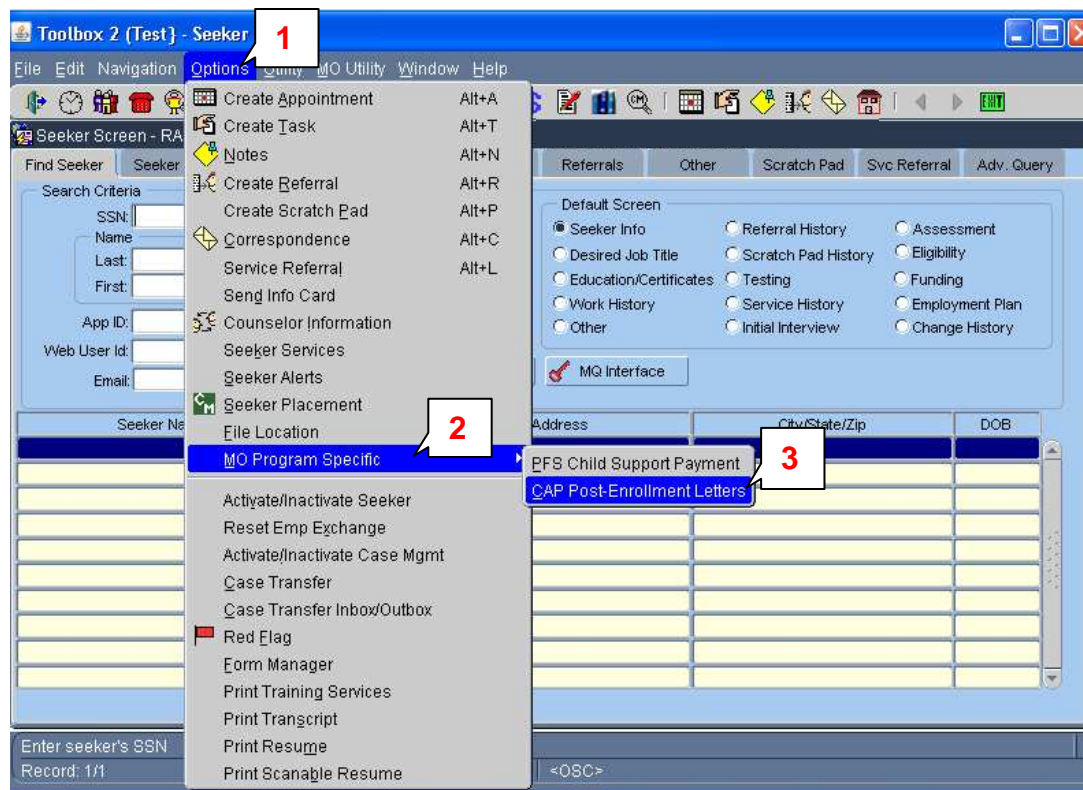 Toolbox 2 (Test} - Seeker
1
File Edit Navigation Options Utility MO Utility Window Help
EXIT
Seeker Screen - RA
Find Seeker Seeker Referrals Other Scratch Pad Svc Referral Adv. Query
Create Appointment Alt+A
Create Task Alt+T
Notes Alt+N
Create Referral Alt+R
Create Scratch Pad Alt+P
Correspondence Alt+C
Service Referral Alt+L
Send Info Card
Counselor Information
Seeker Services
Seeker Alerts
CM Seeker Placement
File Location
MO Program Specific
2
Activate/Inactivate Seeker
Reset Emp Exchange
Activate/Inactivate Case Mgmt
Case Transfer
Case Transfer Inbox/Outbox
Red Flag
Form Manager
Print Training Services
Print Transcript
Print Resume
Print Scanable Resume
PFS Child Support Payment
CAP Post-Enrollment Letters
3
Search Criteria
SSN:
Name
Last:
First:
App ID:
Web User Id:
Email:
Default Screen
Seeker Info Referral History Assessment
Desired Job Title Scratch Pad History Eligibility
Education/Certificates Testing Funding
Work History Service History Employment Plan
Other Initial Interview Change History
MQ Interface
Seeker Na Address City/State/Zip DOB
Enter seeker's SSN
Record: 1/1 <OSC>